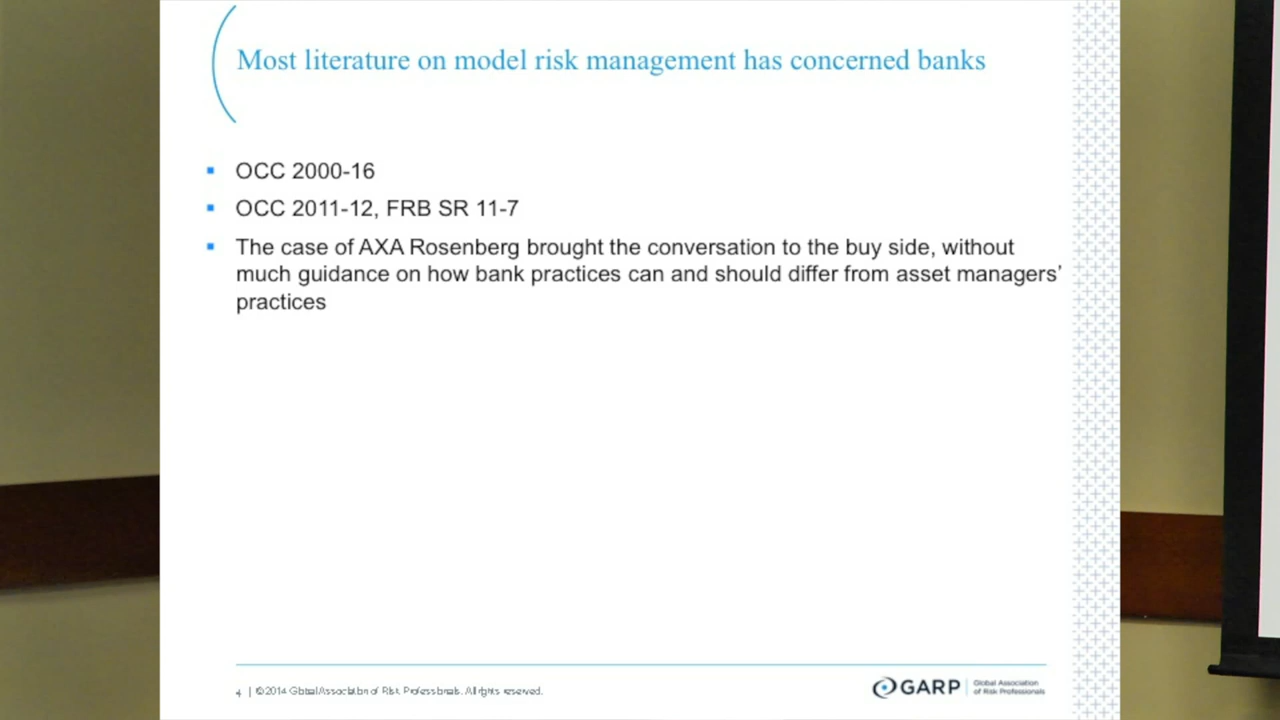 Most literature on model risk management has concerned banks
OCC 2000-16
OCC 2011-12, FRB SR 11-7
The case of AXA Rosenberg brought the conversation to the buy side, without
much guidance on how bank practices can and should differ from asset managers’
practices
4 | © 2014 Global Association of Risk Professionals. All rights reserved.
GARP
Global Association
of Risk Professionals